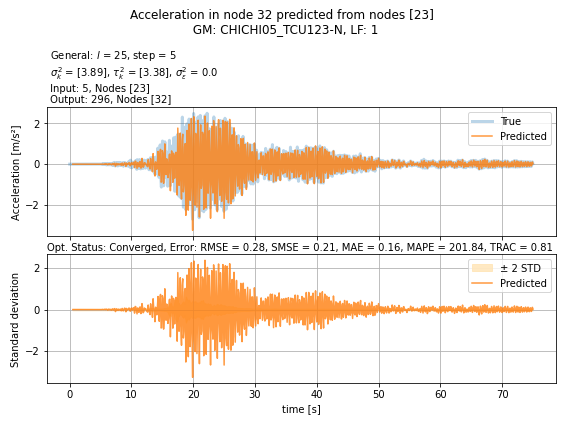 Acceleration in node 32 predicted from nodes [23]
GM: CHICHI05_TCU123-N, LF: 1
General: l = 25, step = 5
σ²ₖ = [3.89], τ²ₖ = [3.38], σ²ε = 0.0
Input: 5, Nodes [23]
Output: 296, Nodes [32]
Acceleration [m/s²]
2
0
−2
True
Predicted
Opt. Status: Converged, Error: RMSE = 0.28, SMSE = 0.21, MAE = 0.16, MAPE = 201.84, TRAC = 0.81
Standard deviation
2
0
−2
± 2 STD
Predicted
0 10 20 30 40 50 60 70
time [s]